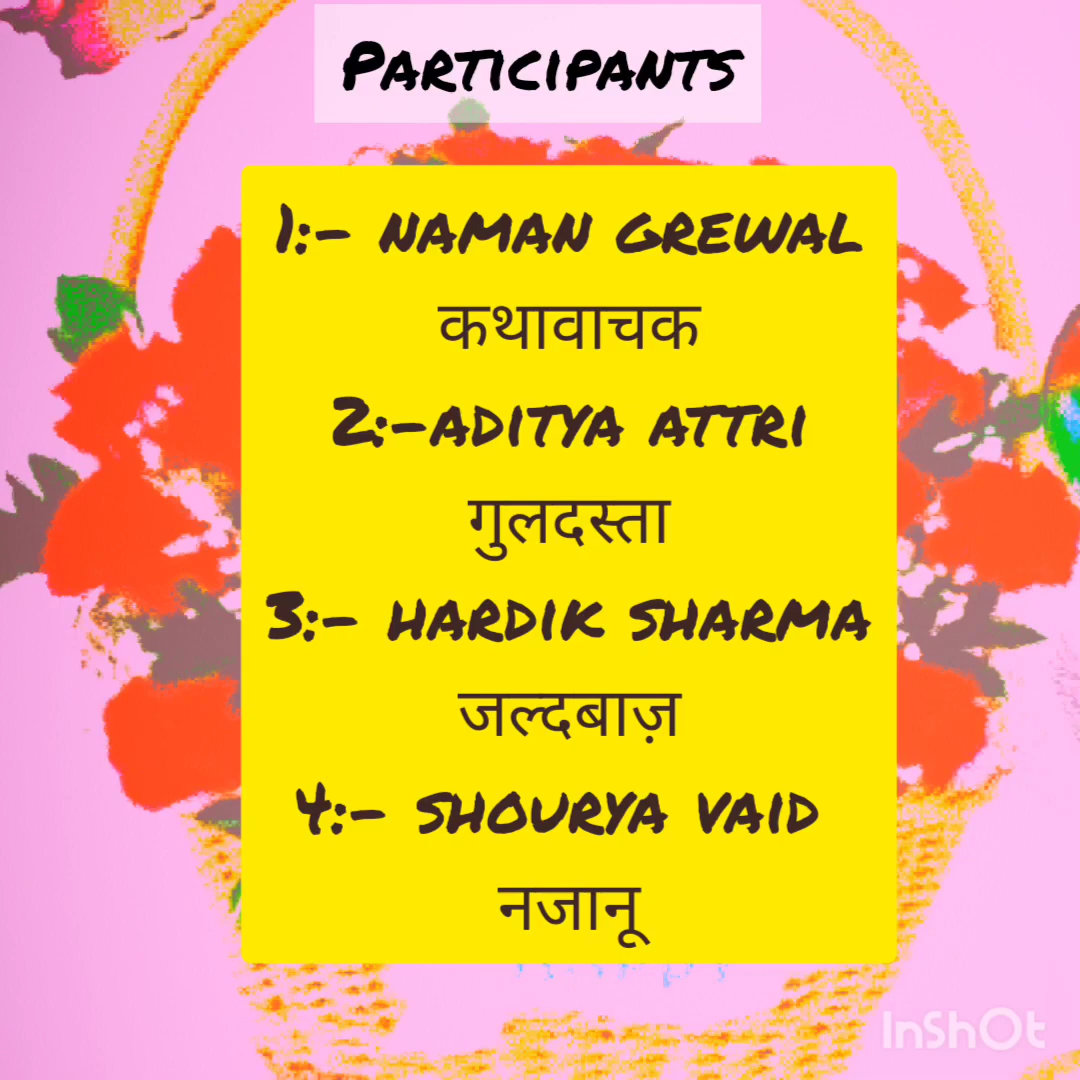 Participants
1:- NAMAN GREWAL
कथावाचक
2:-ADITYA ATTRI
गुलदस्ता
3:- HARDIK SHARMA
जल्दबाज़
4:- SHOURYA VAID
नजानू
InShOt